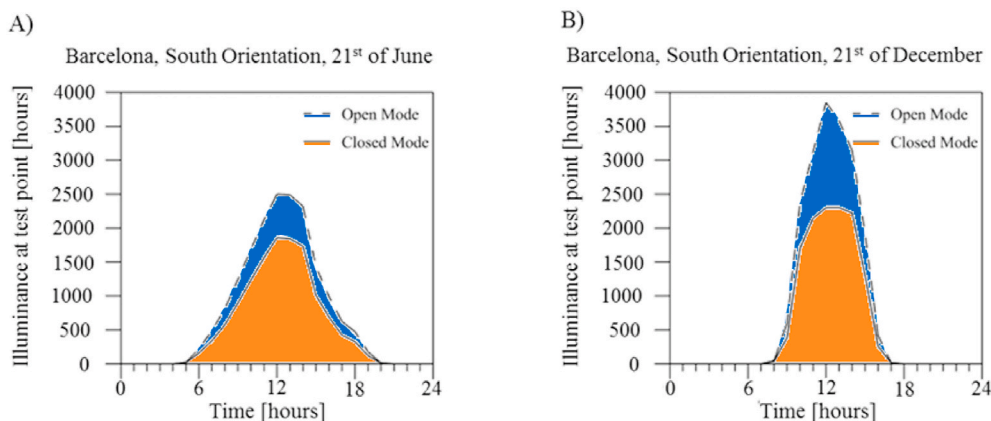 A)
Barcelona, South Orientation, 21st of June
Illuminance at test point [hours]
4000
3500
3000
2500
2000
1500
1000
500
0
Open Mode
Closed Mode
0 6 12 18 24
Time [hours]
B)
Barcelona, South Orientation, 21st of December
Illuminance at test point [hours]
4000
3500
3000
2500
2000
1500
1000
500
0
Open Mode
Closed Mode
0 6 12 18 24
Time [hours]